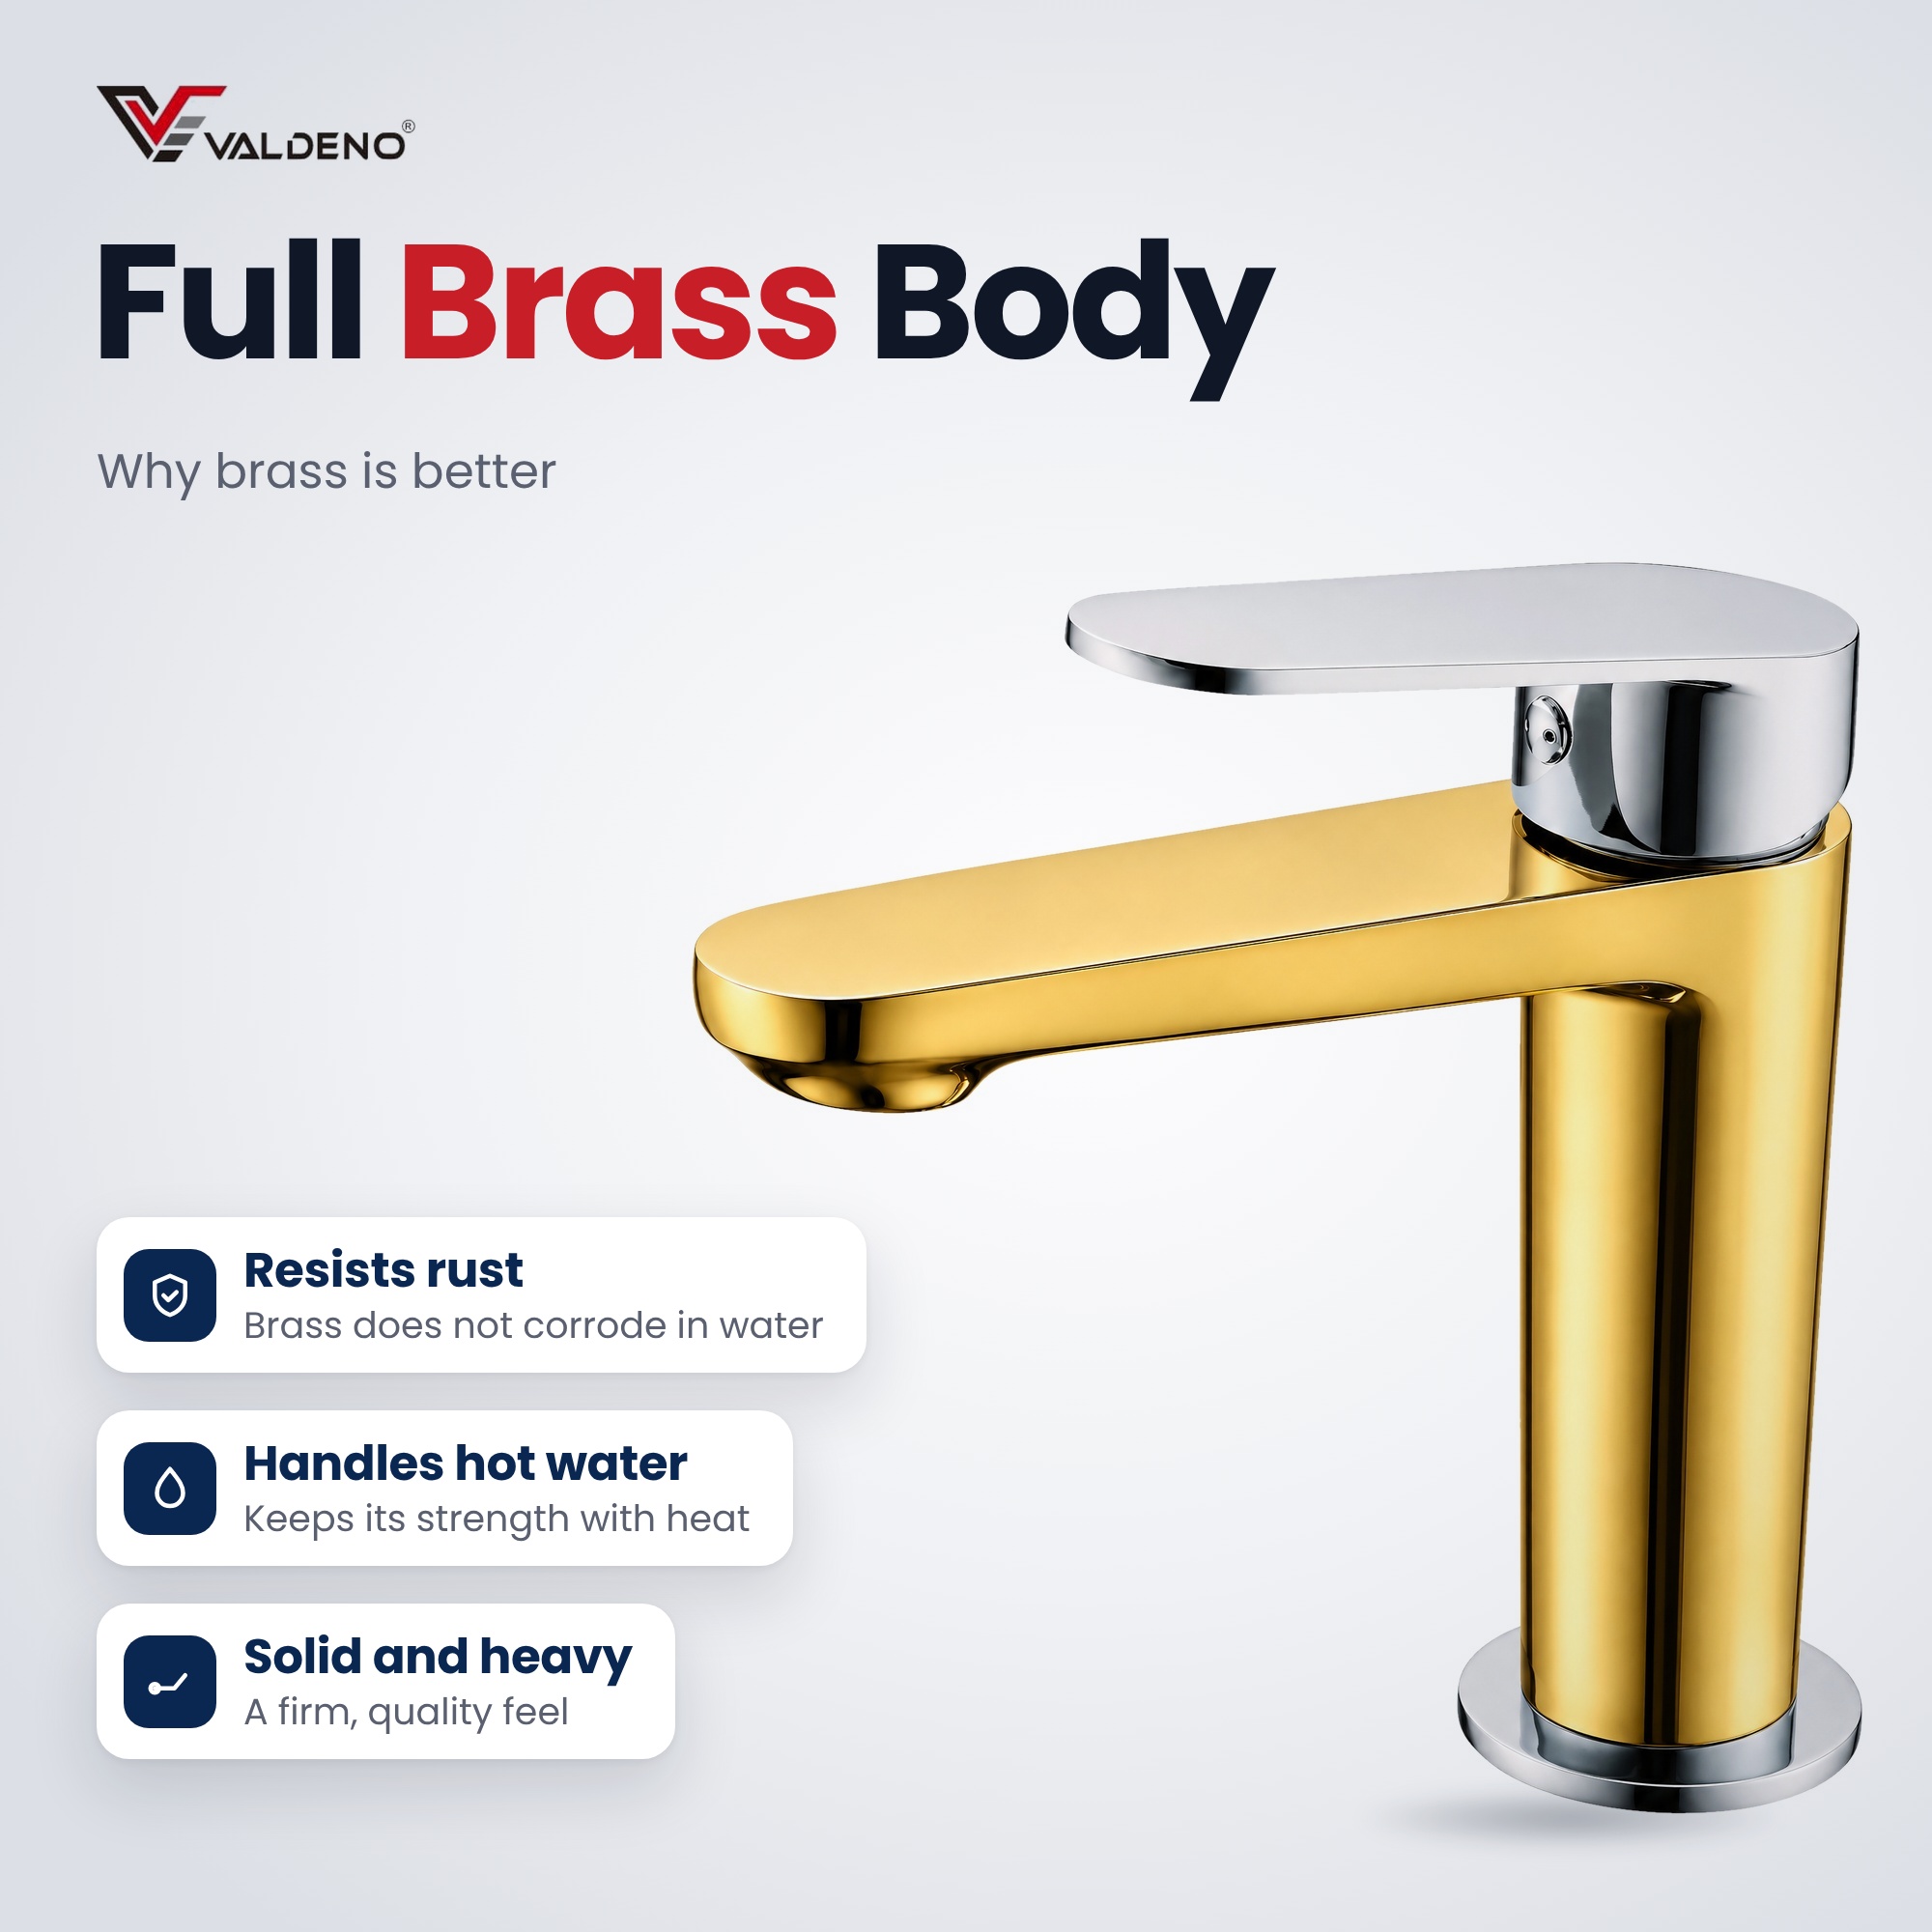 VALDENO®
Full Brass Body
Why brass is better
Resists rust
Brass does not corrode in water
Handles hot water
Keeps its strength with heat
Solid and heavy
A firm, quality feel